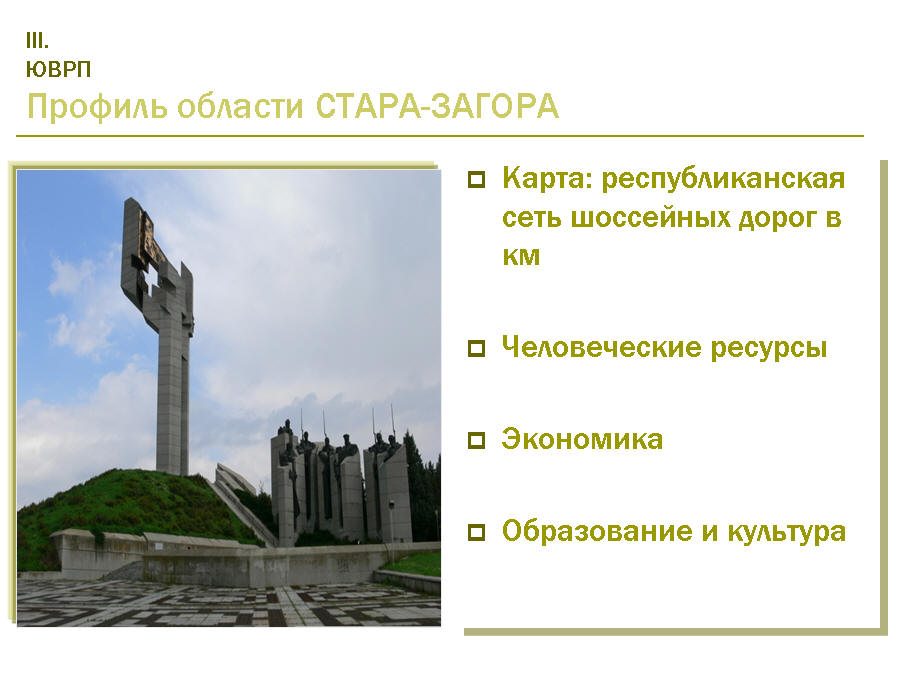 III.
ЮВРП
Профиль области СТАРА-ЗАГОРА
Карта: республиканская
сеть шоссейных дорог в
км
Человеческие ресурсы
Экономика
Образование и культура